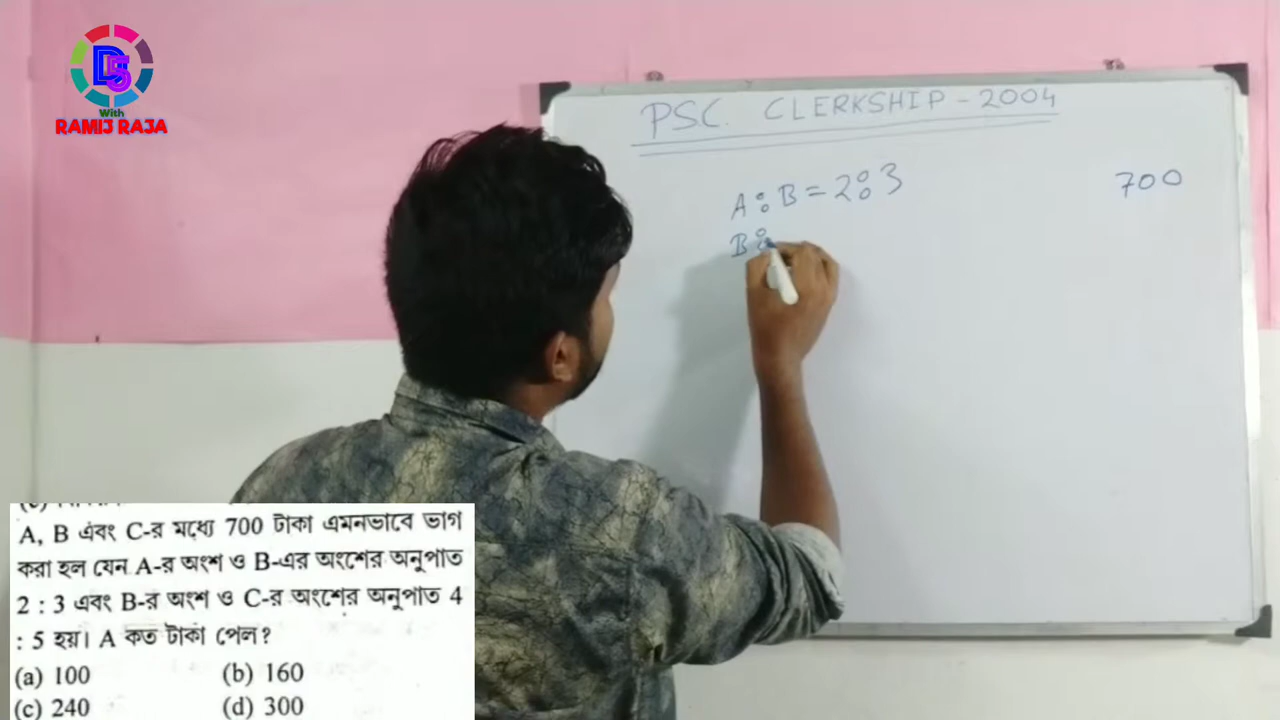 With
RAMIJ RAJA
PSC. CLERKSHIP - 2004
A : B = 2 : 3
700
B :
A, B এবং C-র মধ্যে 700 টাকা এমনভাবে ভাগ
করা হল যেন A-র অংশ ও B-এর অংশের অনুপাত
2 : 3 এবং B-র অংশ ও C-র অংশের অনুপাত 4
: 5 হয়। A কত টাকা পেল?
(a) 100 (b) 160
(c) 240 (d) 300